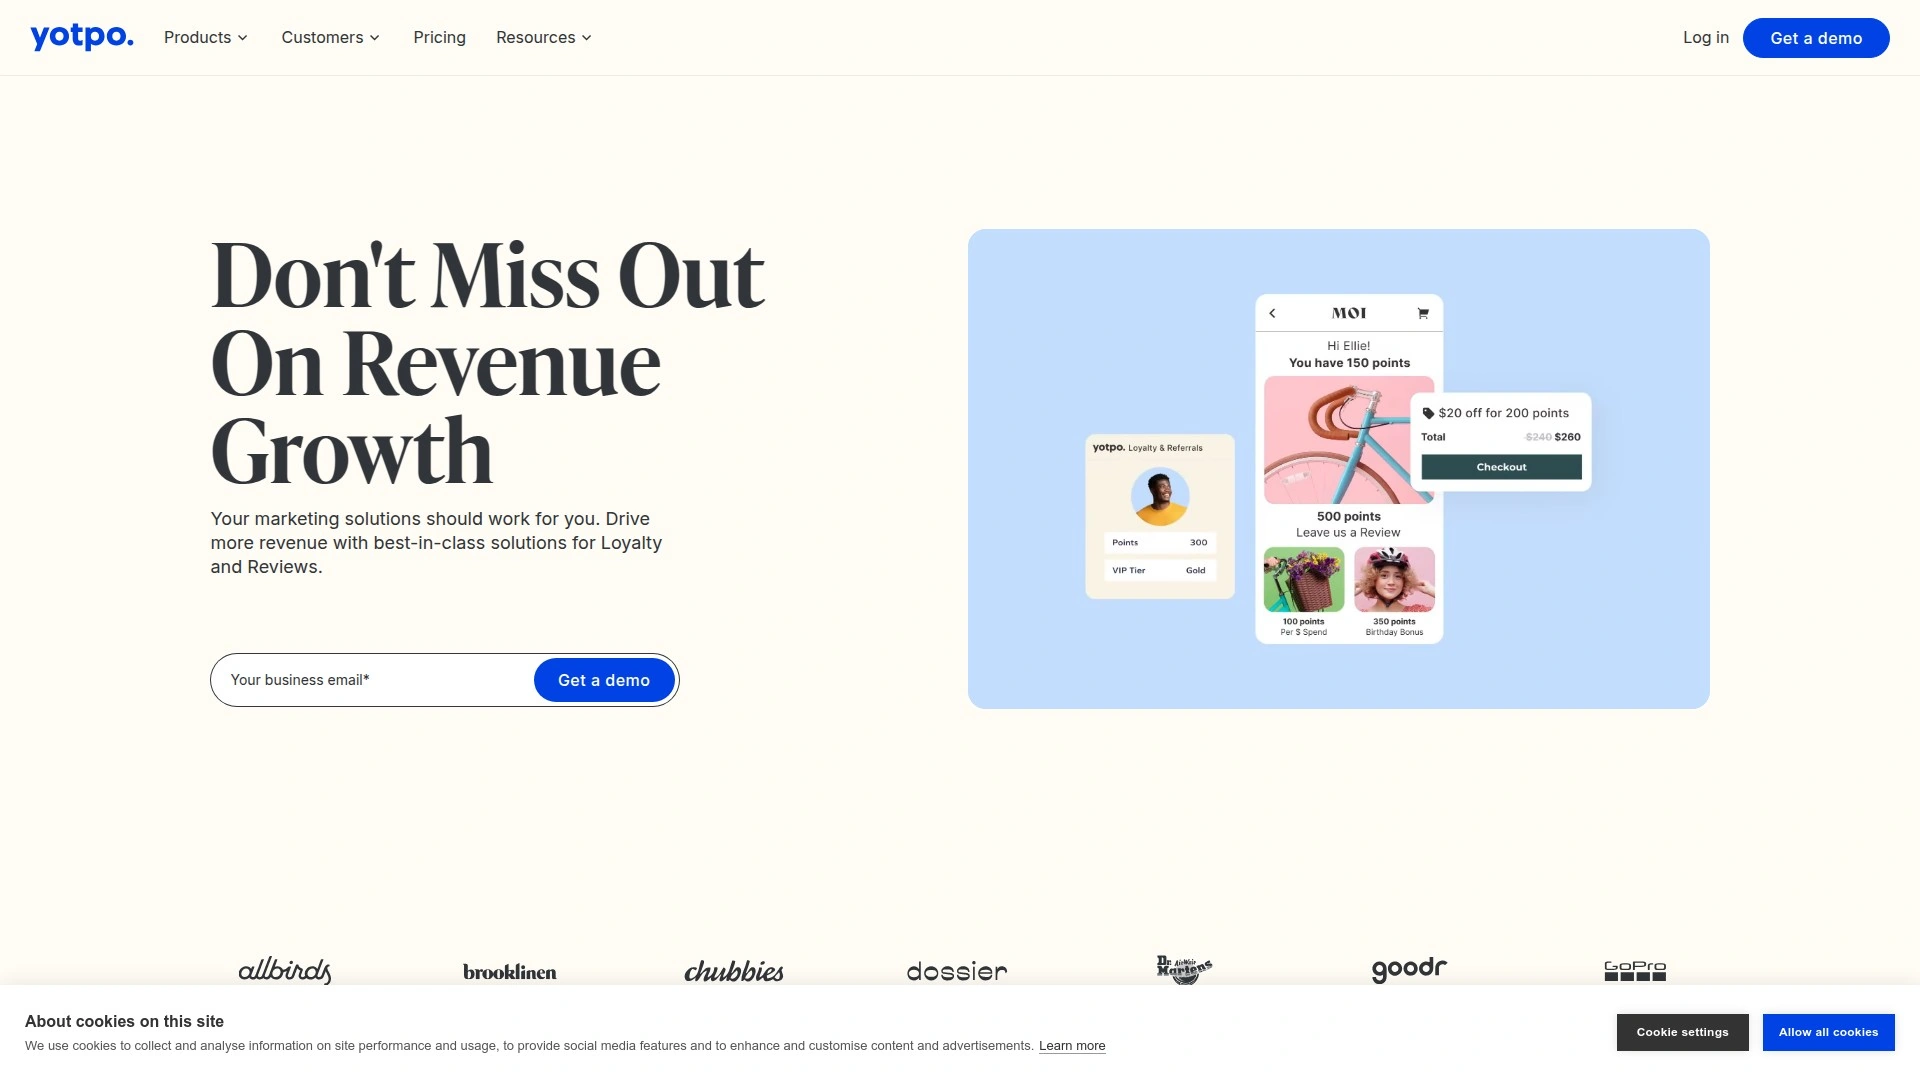 yotpo.
Products
Customers
Pricing
Resources
Log in
Get a demo
Don't Miss Out
On Revenue
Growth
Your marketing solutions should work for you. Drive
more revenue with best-in-class solutions for Loyalty
and Reviews.
Your business email*
Get a demo
yotpo. Loyalty & Referrals
Points 300
VIP Tier Gold
MOI
Hi Ellie!
You have 150 points
$20 off for 200 points
Total $240 $260
Checkout
500 points
Leave us a Review
100 points
Per $ Spend
350 points
Birthday Bonus
allbirds
brooklinen
chubbies
dossier
Dr.
AirWair
Martens
goodr
GoPro
About cookies on this site
We use cookies to collect and analyse information on site performance and usage, to provide social media features and to enhance and customise content and advertisements. Learn more
Cookie settings
Allow all cookies